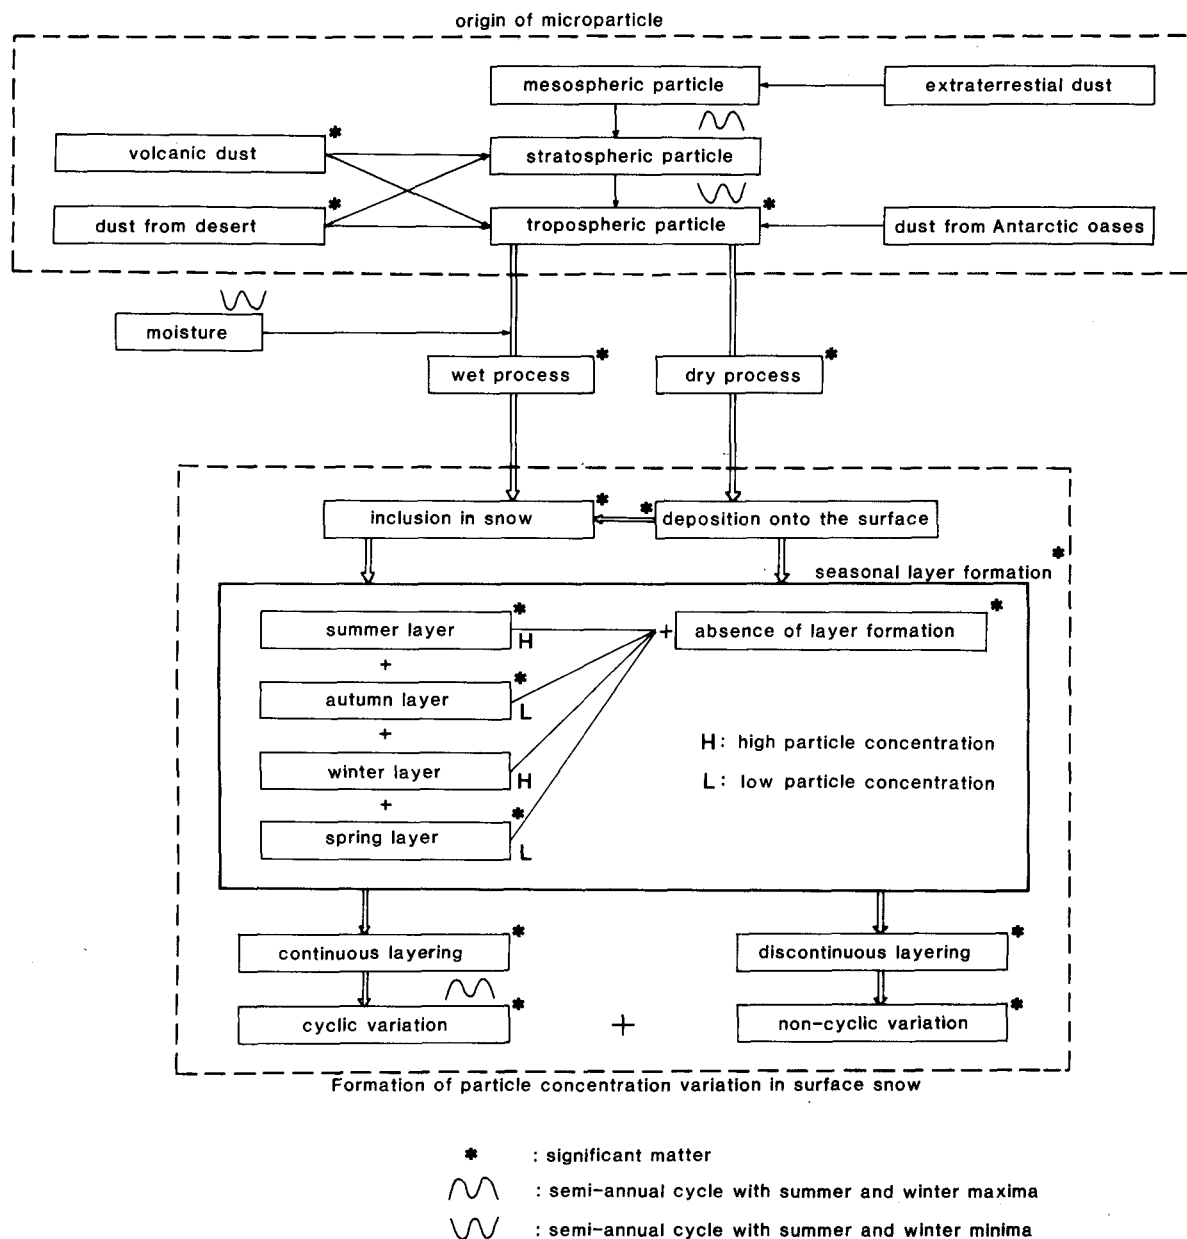 origin of microparticle
mesospheric particle
extraterrestial dust
*
volcanic dust
stratospheric particle
*
*
dust from desert
tropospheric particle
dust from Antarctic oases
moisture
*
*
wet process
dry process
*
*
inclusion in snow
deposition onto the surface
*
seasonal layer formation
*
*
summer layer
H
+
absence of layer formation
+
*
autumn layer
L
+
H: high particle concentration
winter layer
H
L: low particle concentration
+
*
spring layer
L
*
*
continuous layering
discontinuous layering
*
*
cyclic variation
+
non-cyclic variation
Formation of particle concentration variation in surface snow
* : significant matter
: semi-annual cycle with summer and winter maxima
: semi-annual cycle with summer and winter minima